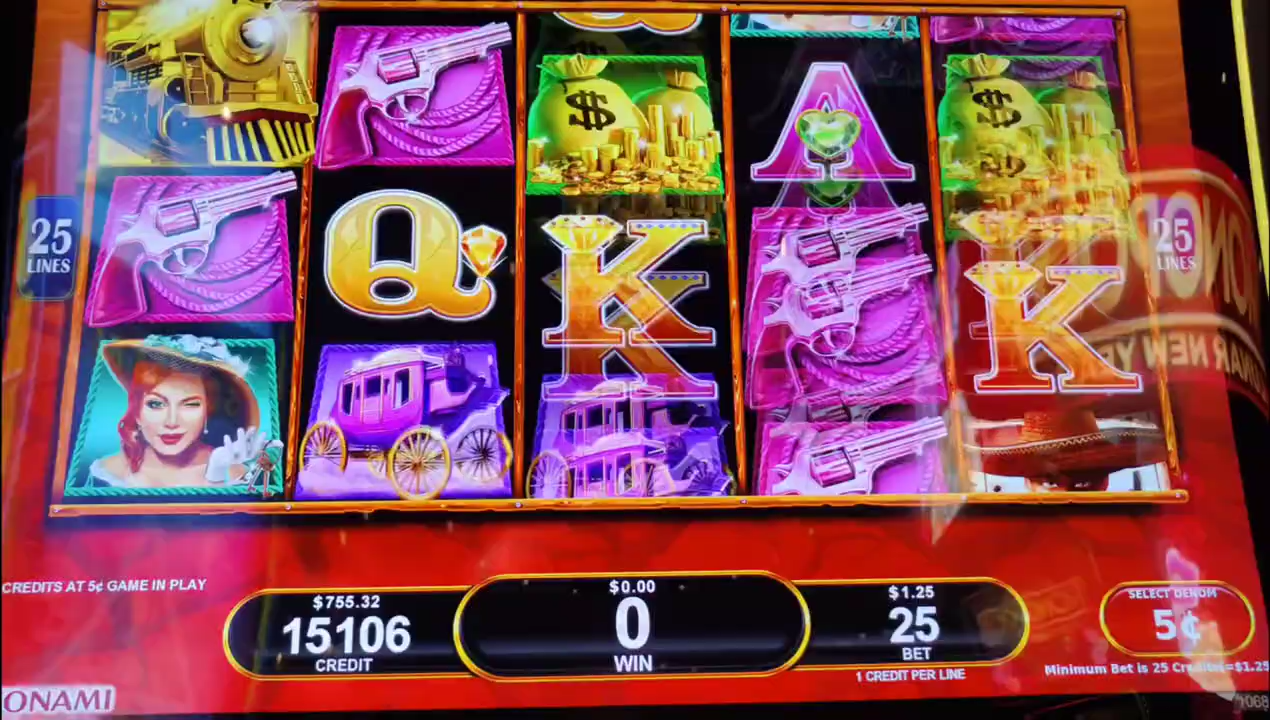 $
$
A
25
LINES
Q
K
K
25
LINES
CREDITS AT 5¢ GAME IN PLAY
$755.32
15106
CREDIT
$0.00
0
WIN
$1.25
25
BET
1 CREDIT PER LINE
SELECT DENOM
5¢
Minimum Bet is 25 Credits=$1.25
KONAMI